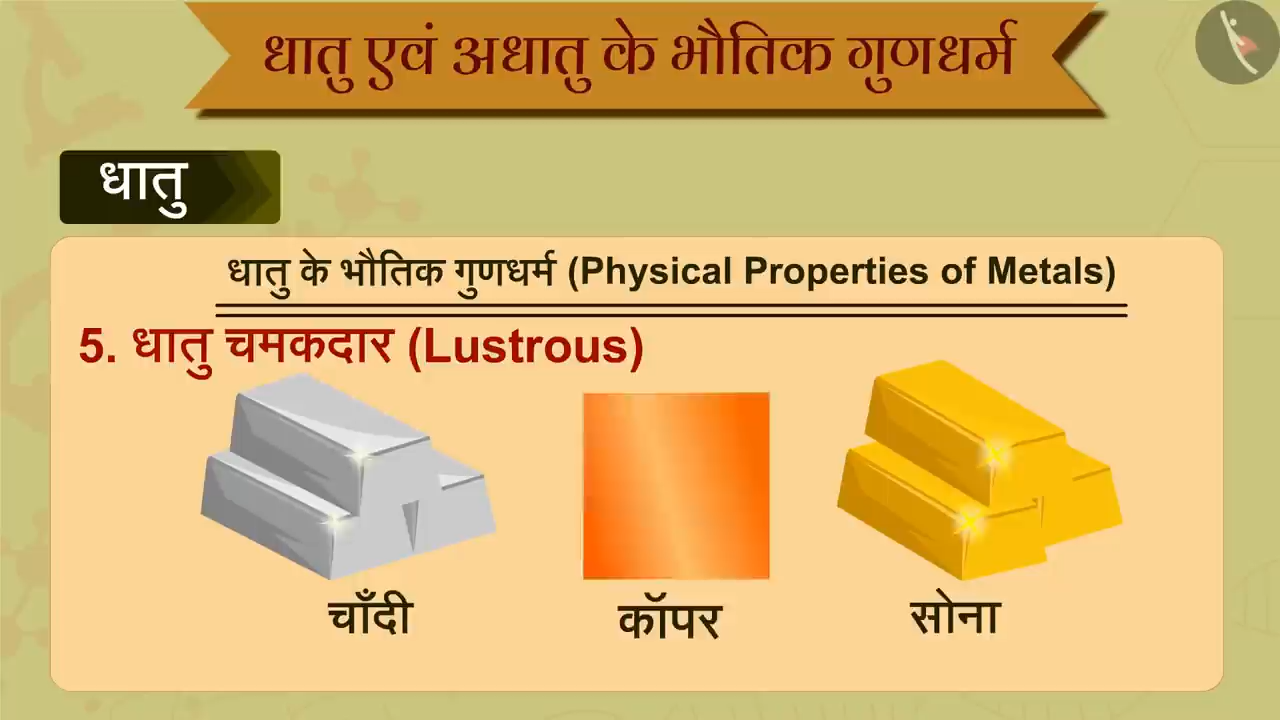 धातु एवं अधातु के भौतिक गुणधर्म
धातु
धातु के भौतिक गुणधर्म (Physical Properties of Metals)
5. धातु चमकदार (Lustrous)
चाँदी कॉपर सोना